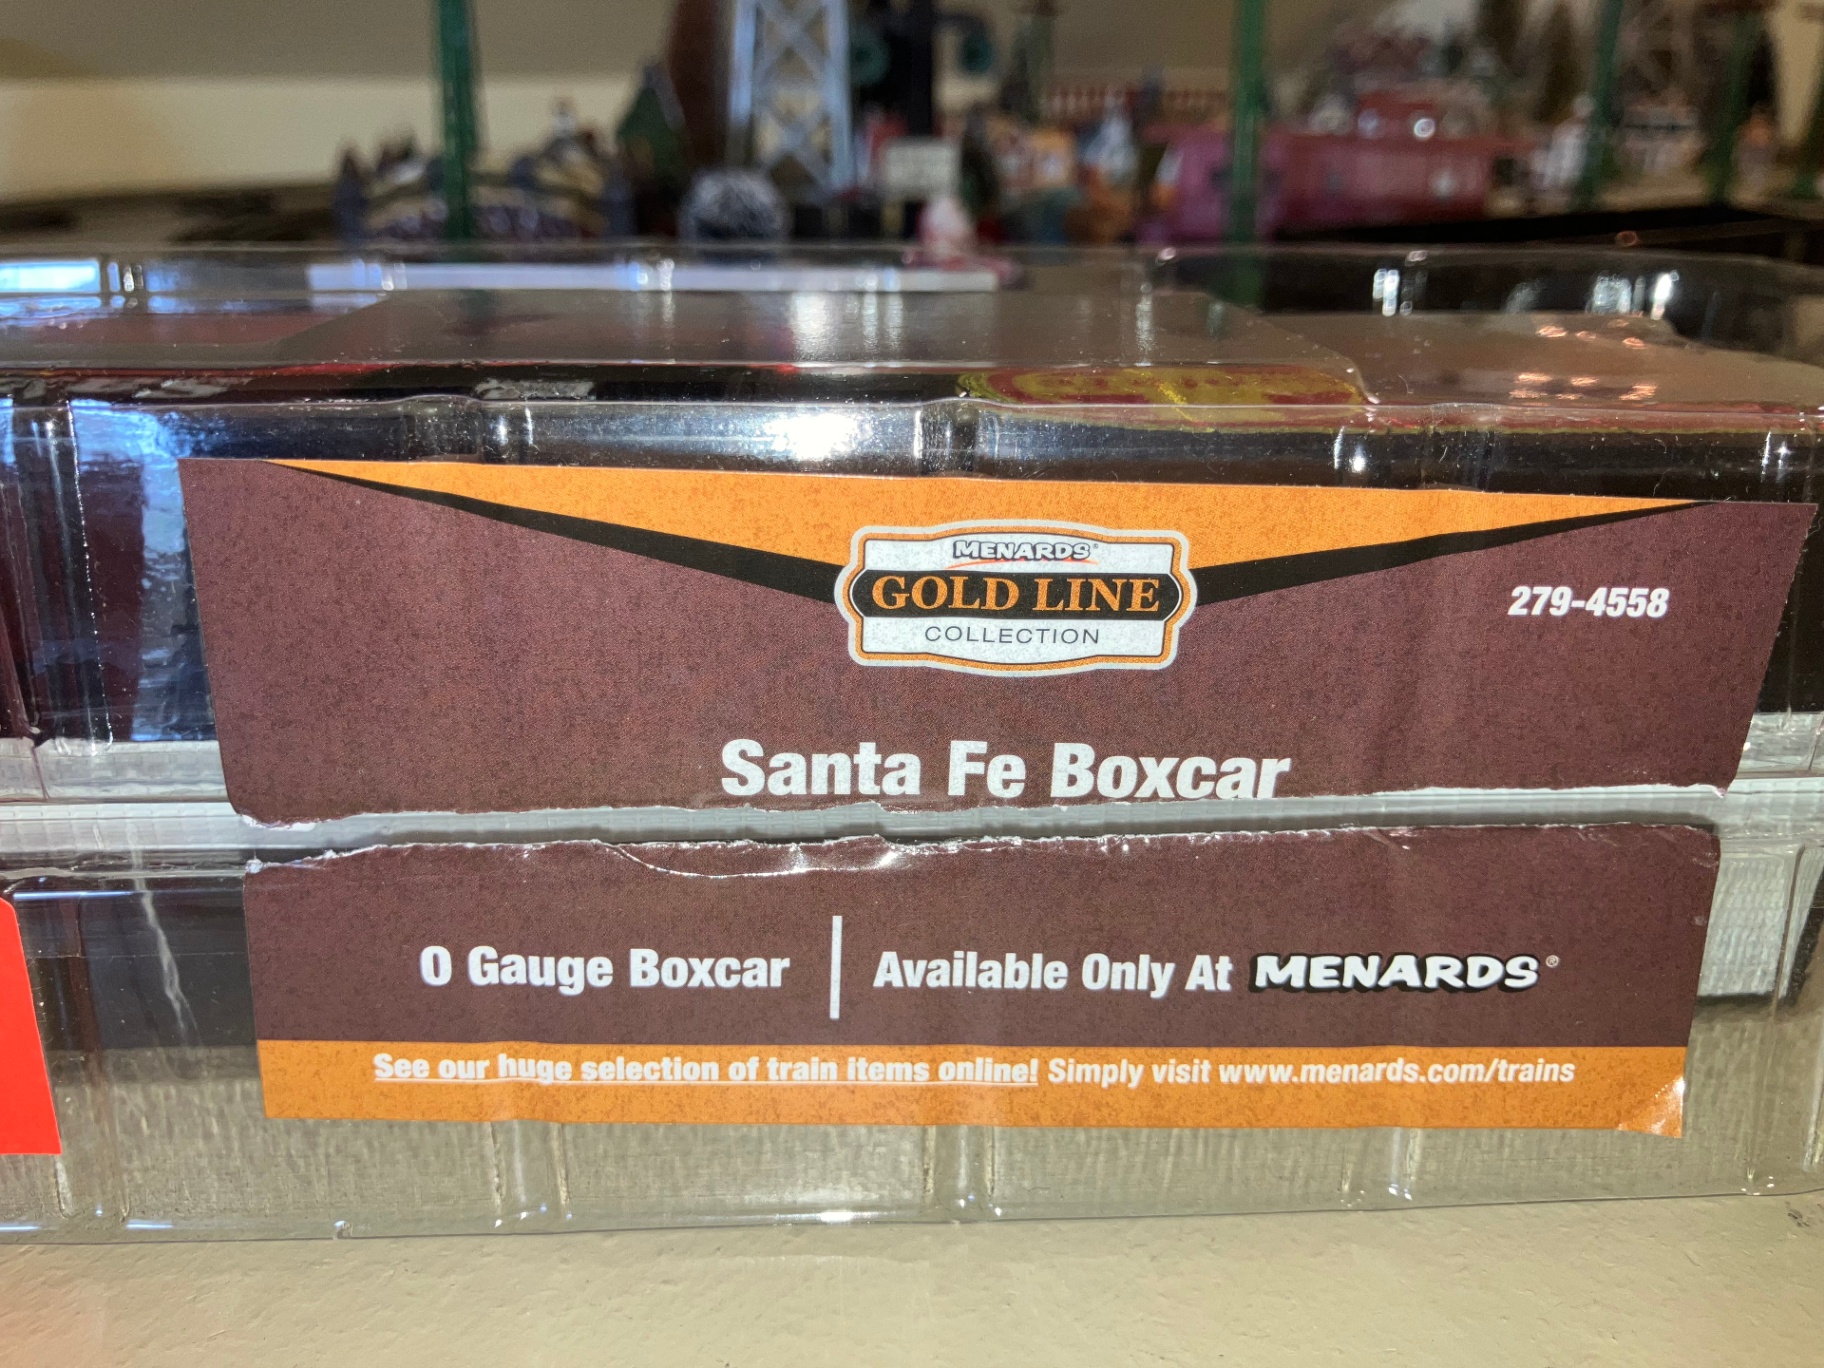 MENARDS®
GOLD LINE
COLLECTION
279-4558
Santa Fe Boxcar
O Gauge Boxcar | Available Only At MENARDS®
See our huge selection of train items online! Simply visit www.menards.com/trains